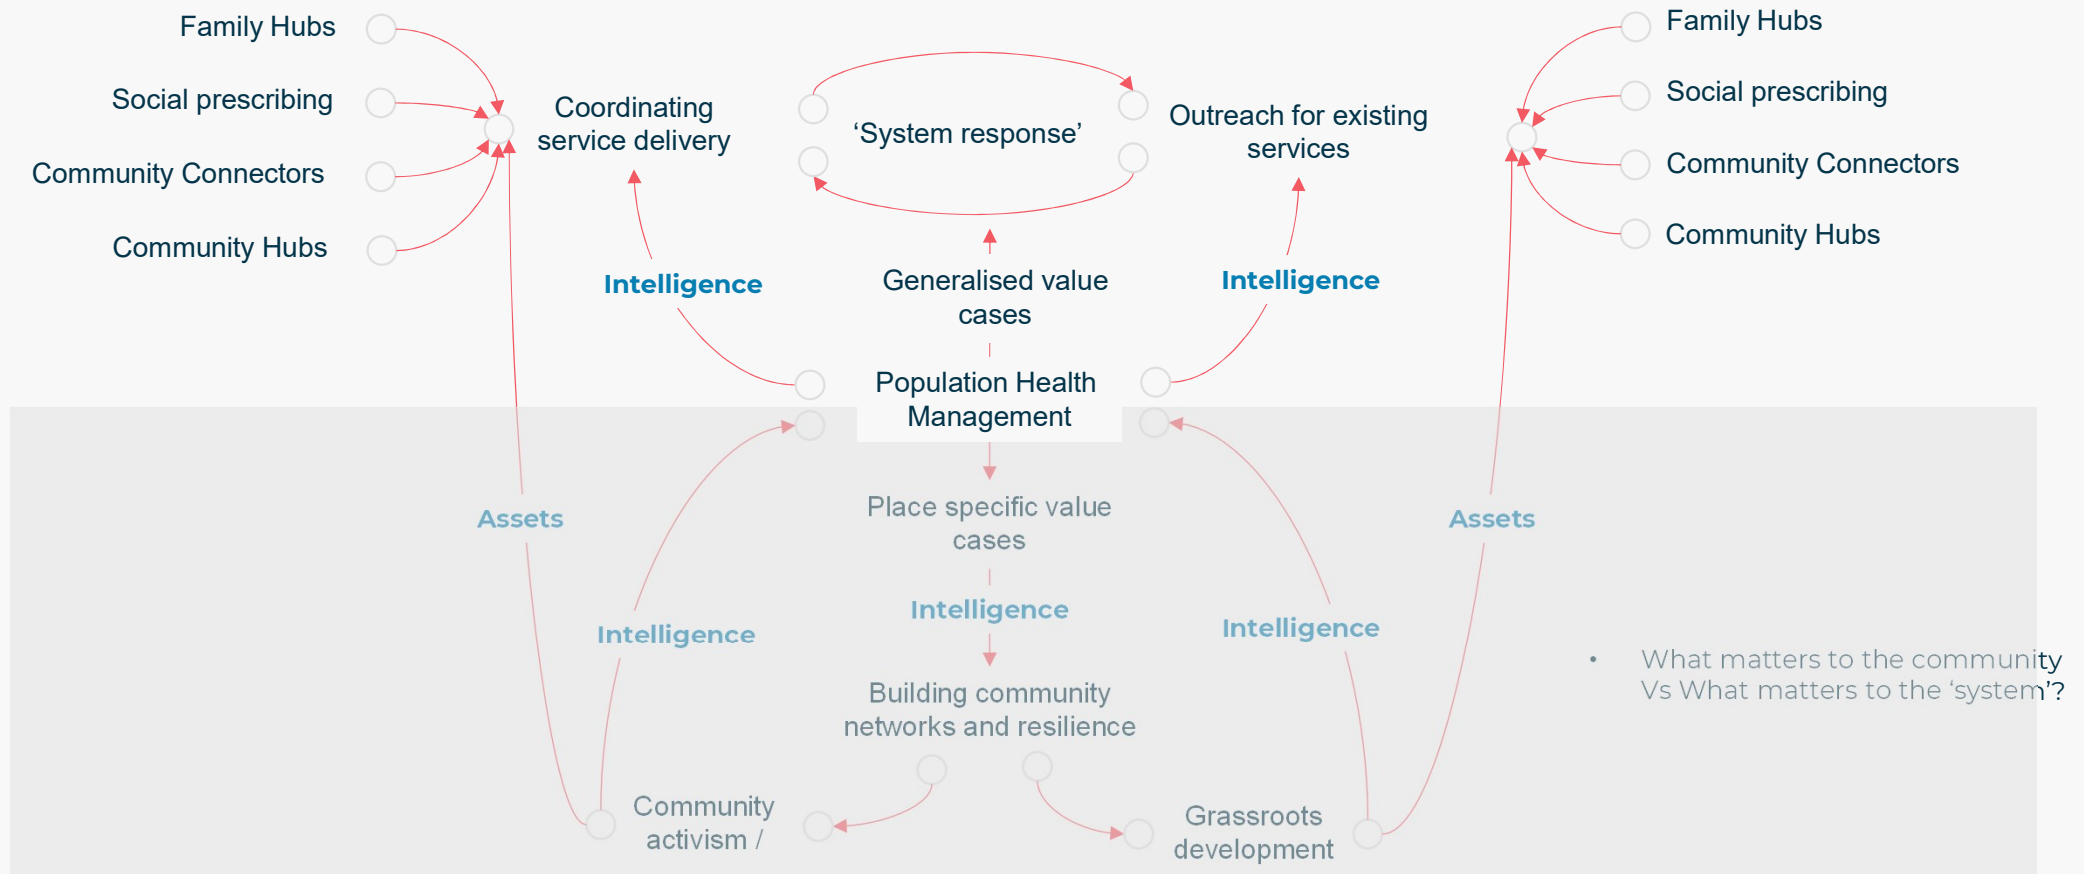 Family Hubs
Social prescribing
Community Connectors
Community Hubs
Coordinating
service delivery
‘System response’
Outreach for existing
services
Family Hubs
Social prescribing
Community Connectors
Community Hubs
Intelligence
Generalised value
cases
Intelligence
Population Health
Management
Assets
Place specific value
cases
Assets
Intelligence
Intelligence
Intelligence
• What matters to the community
Vs What matters to the ‘system’?
Building community
networks and resilience
Community
activism /
Grassroots
development